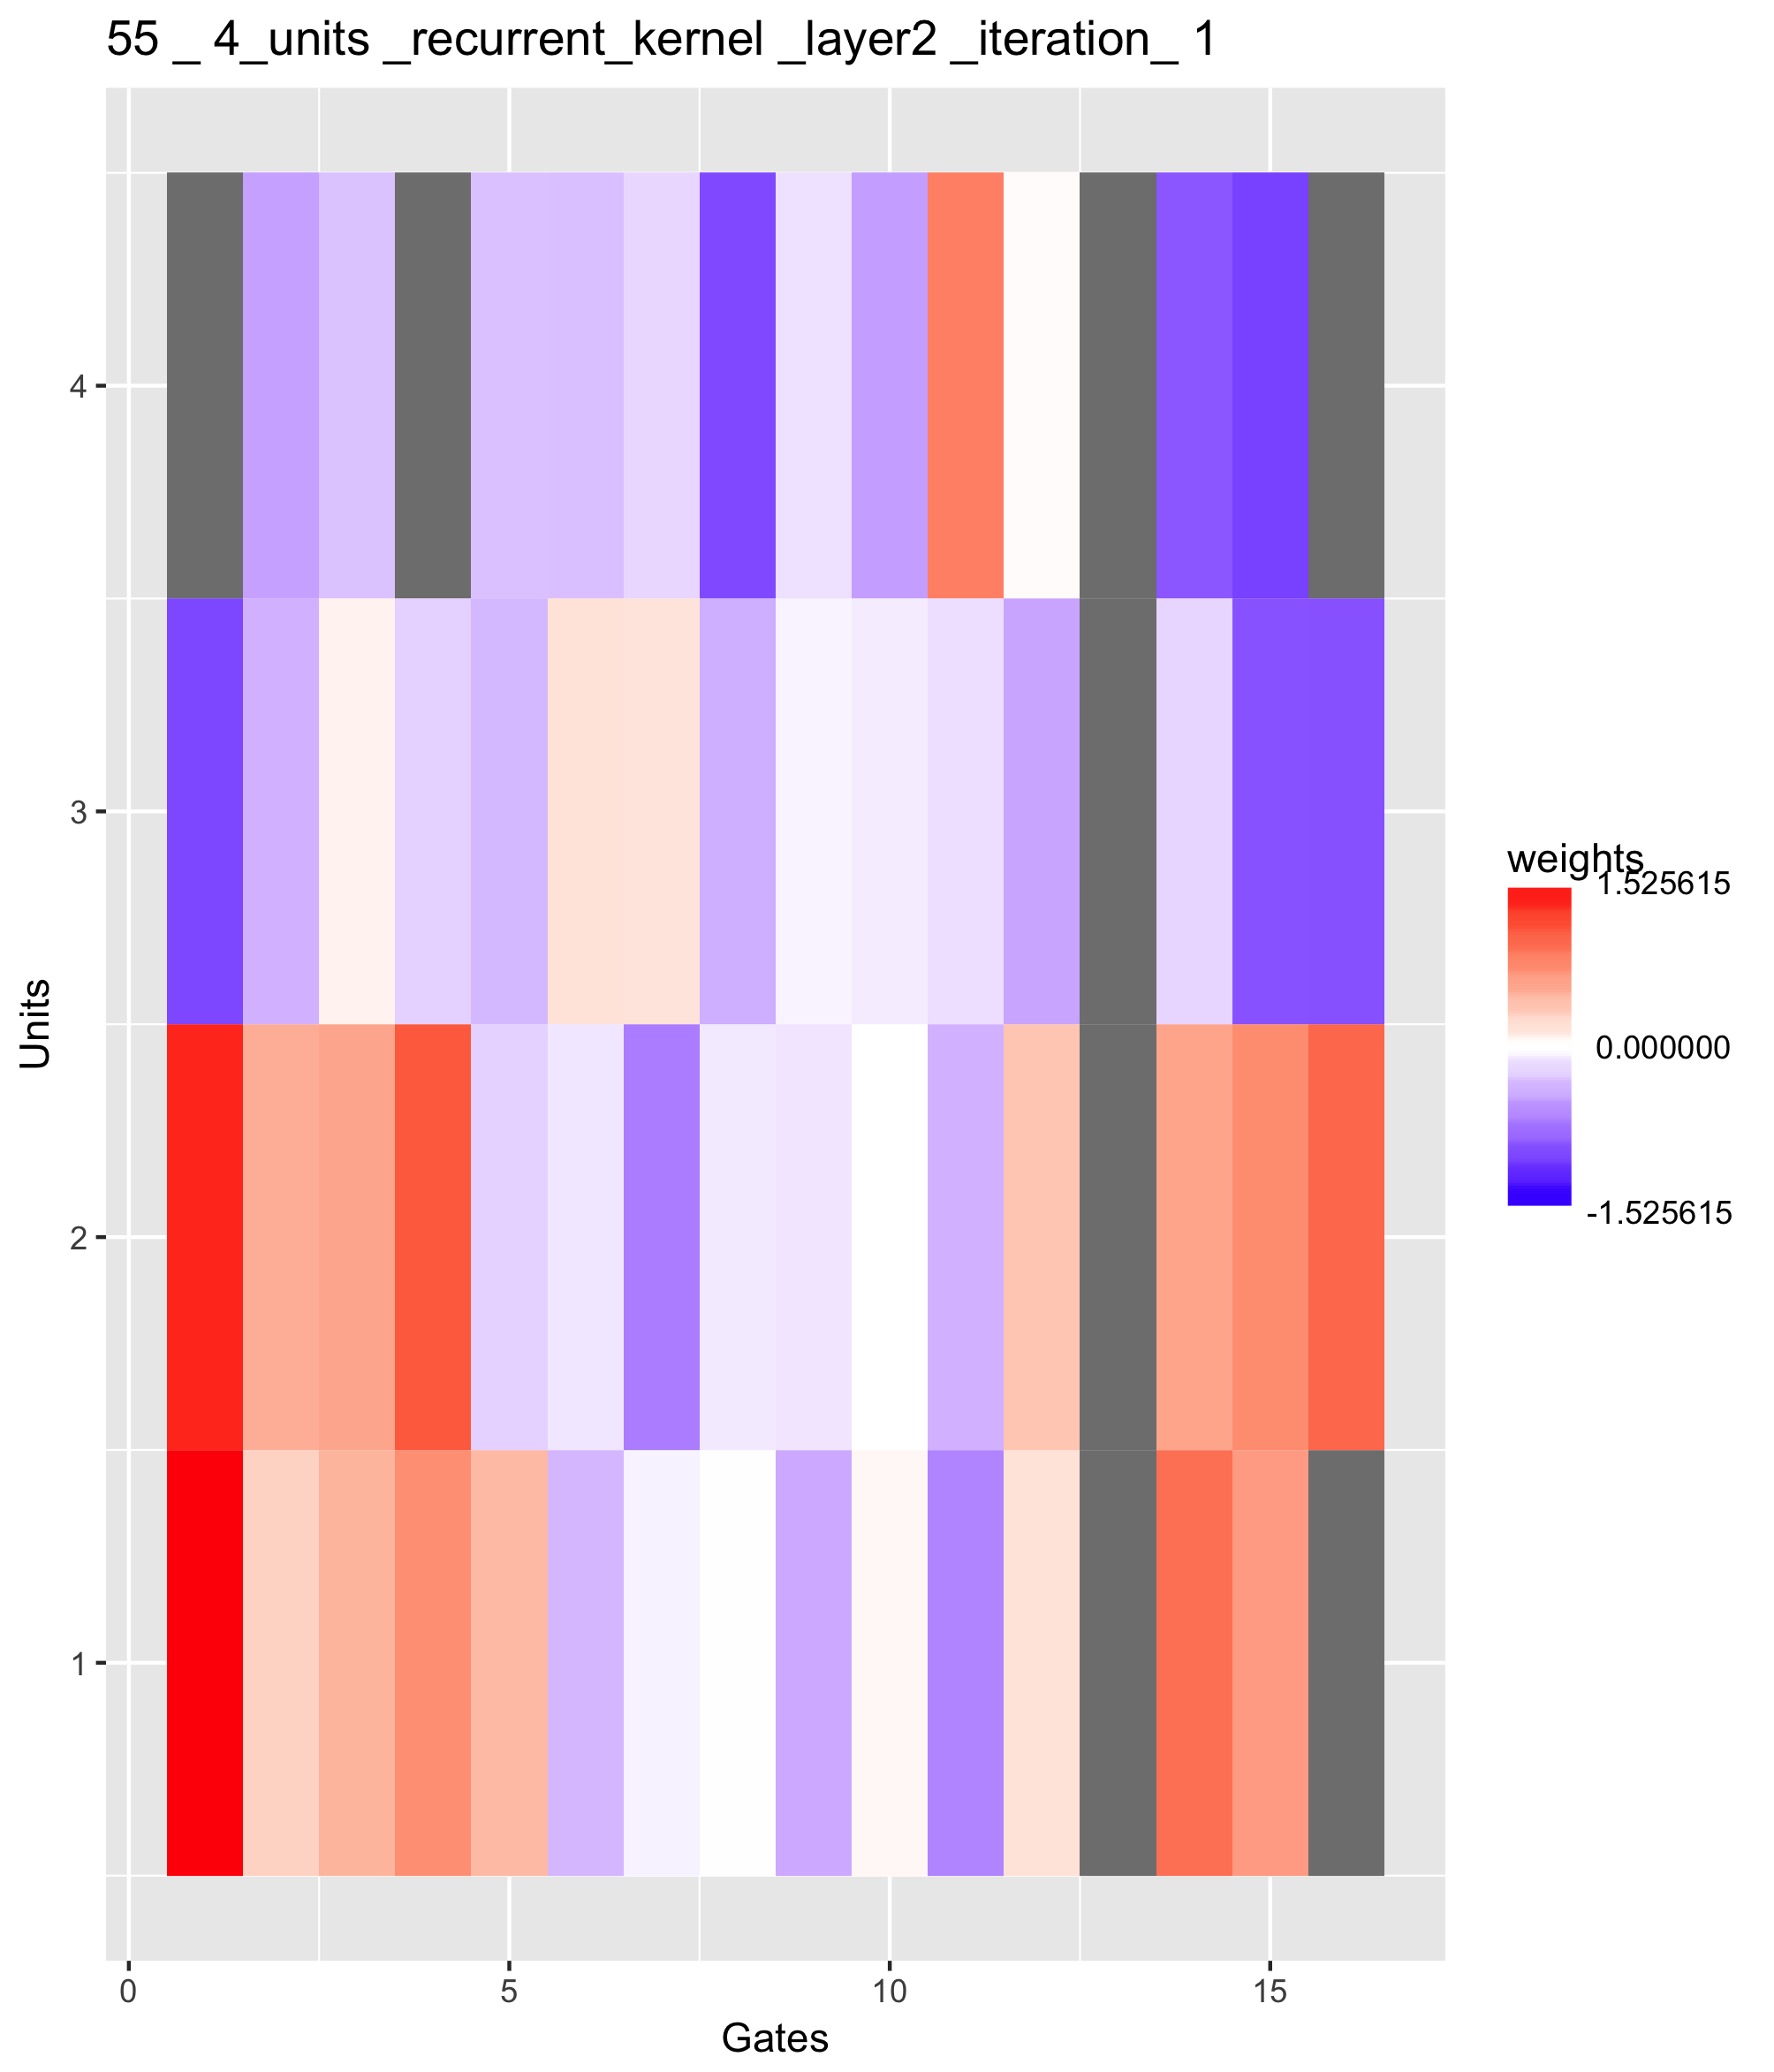 55 _ 4_units _recurrent_kernel _layer2 _iteration_ 1
4
3
2
1
Units
0 5 10 15
Gates
weights
1.525615
0.000000
-1.525615